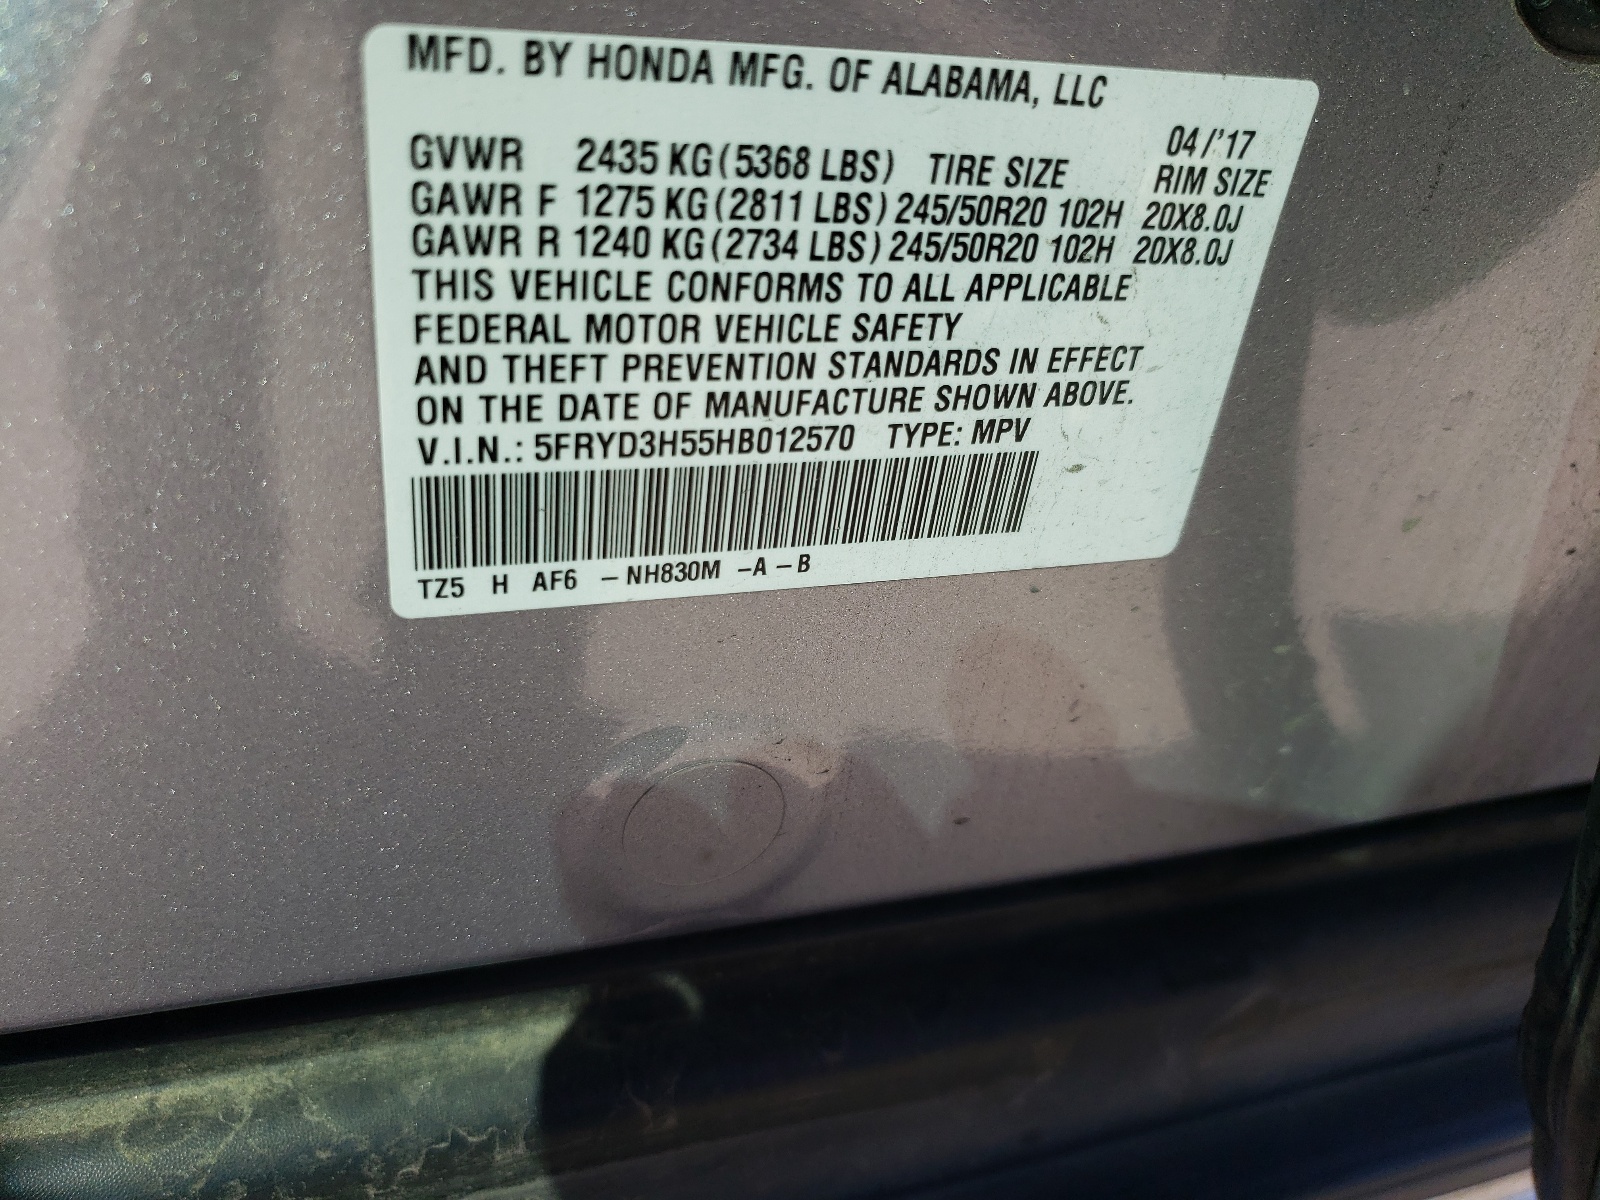 MFD. BY HONDA MFG. OF ALABAMA, LLC
04/'17
GVWR 2435 KG (5368 LBS) TIRE SIZE RIM SIZE
GAWR F 1275 KG (2811 LBS) 245/50R20 102H 20X8.0J
GAWR R 1240 KG (2734 LBS) 245/50R20 102H 20X8.0J
THIS VEHICLE CONFORMS TO ALL APPLICABLE
FEDERAL MOTOR VEHICLE SAFETY
AND THEFT PREVENTION STANDARDS IN EFFECT
ON THE DATE OF MANUFACTURE SHOWN ABOVE.
V.I.N.: 5FRYD3H55HB012570 TYPE: MPV
TZ5 H AF6 – NH830M –A – B